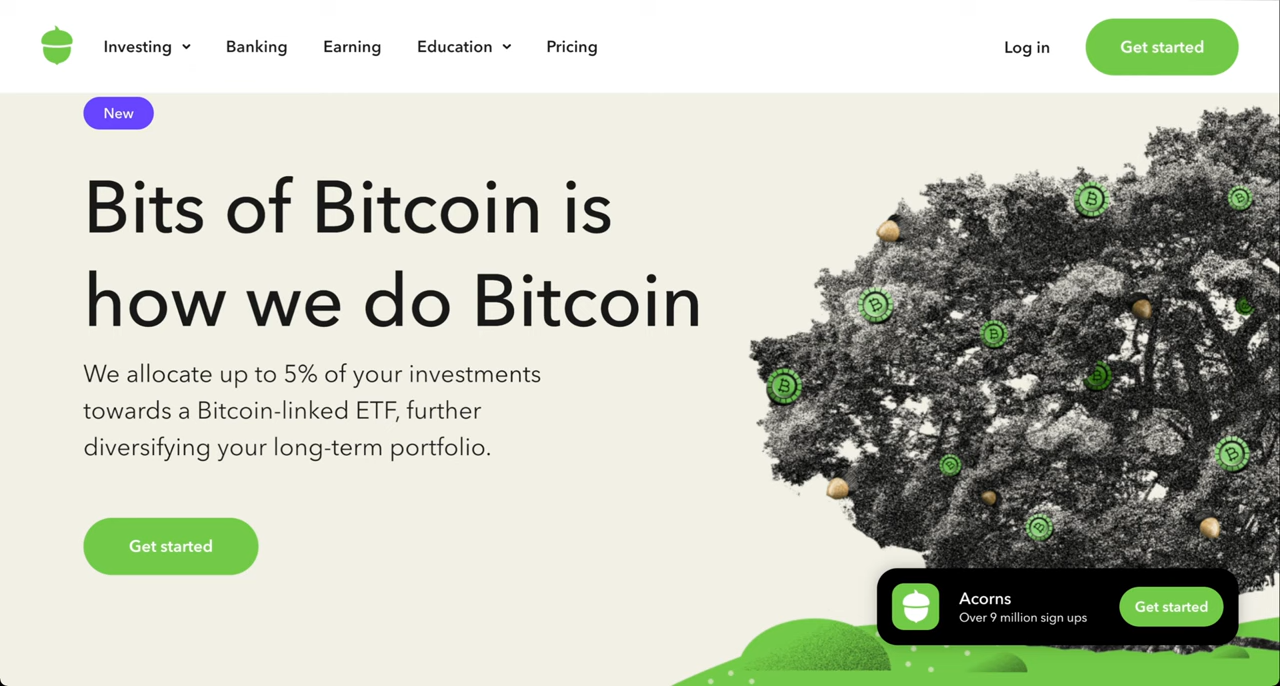 Investing
Banking
Earning
Education
Pricing
Log in
Get started
New
Bits of Bitcoin is
how we do Bitcoin
We allocate up to 5% of your investments
towards a Bitcoin-linked ETF, further
diversifying your long-term portfolio.
Get started
Acorns
Over 9 million sign ups
Get started